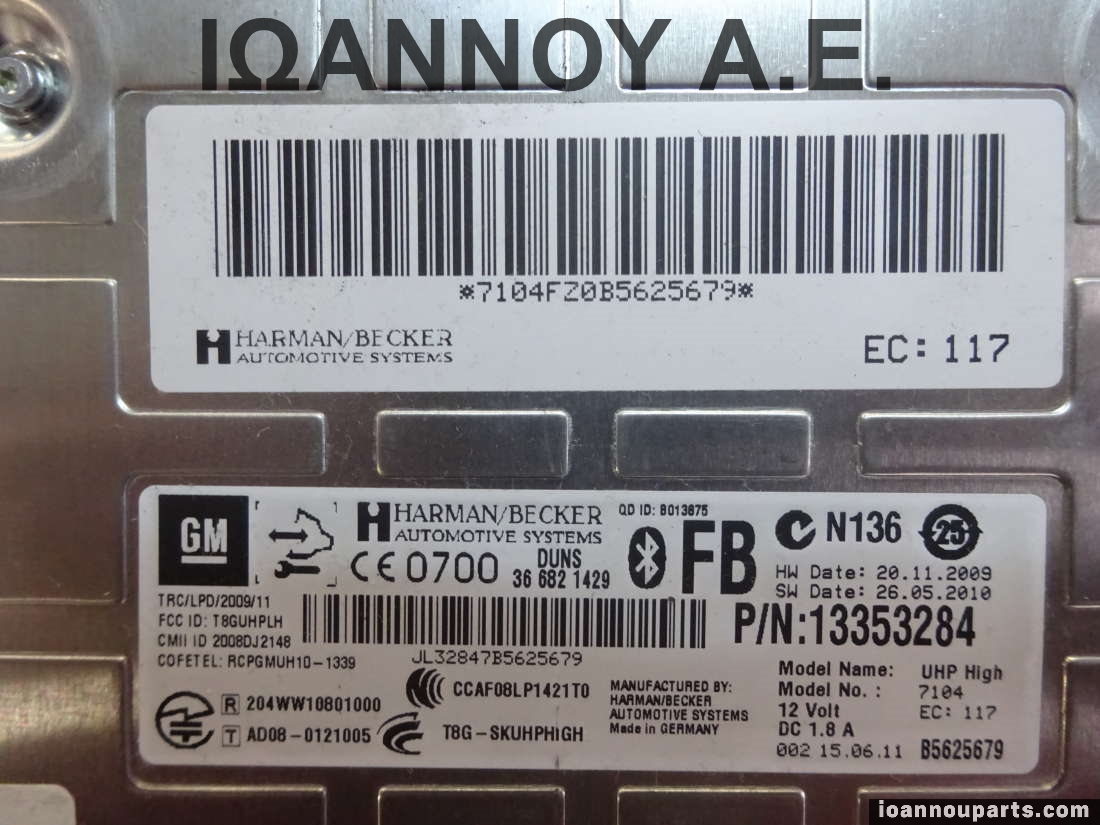 ΙΩΑΝΝΟΥ Α.Ε.
*7104FZ0B5625679*
HARMAN/BECKER
AUTOMOTIVE SYSTEMS
EC: 117
GM
HARMAN/BECKER
AUTOMOTIVE SYSTEMS
QD ID: B013875
CE 0700
DUNS
36 682 1429
FB
N136
25
HW Date: 20.11.2009
SW Date: 26.05.2010
TRC/LPD/2009/11
FCC ID: T8GUHPLH
CMII ID 2008DJ2148
COFETEL: RCPGMUH10-1339
JL32847B5625679
P/N:13353284
R 204WW10801000
T AD08-0121005
CCAF08LP1421T0
T8G-SKUHPHIGH
MANUFACTURED BY:
HARMAN/BECKER
AUTOMOTIVE SYSTEMS
Made in GERMANY
Model Name: UHP High
Model No.: 7104
12 Volt EC: 117
DC 1.8 A
002 15.06.11 B5625679
ioannouparts.com